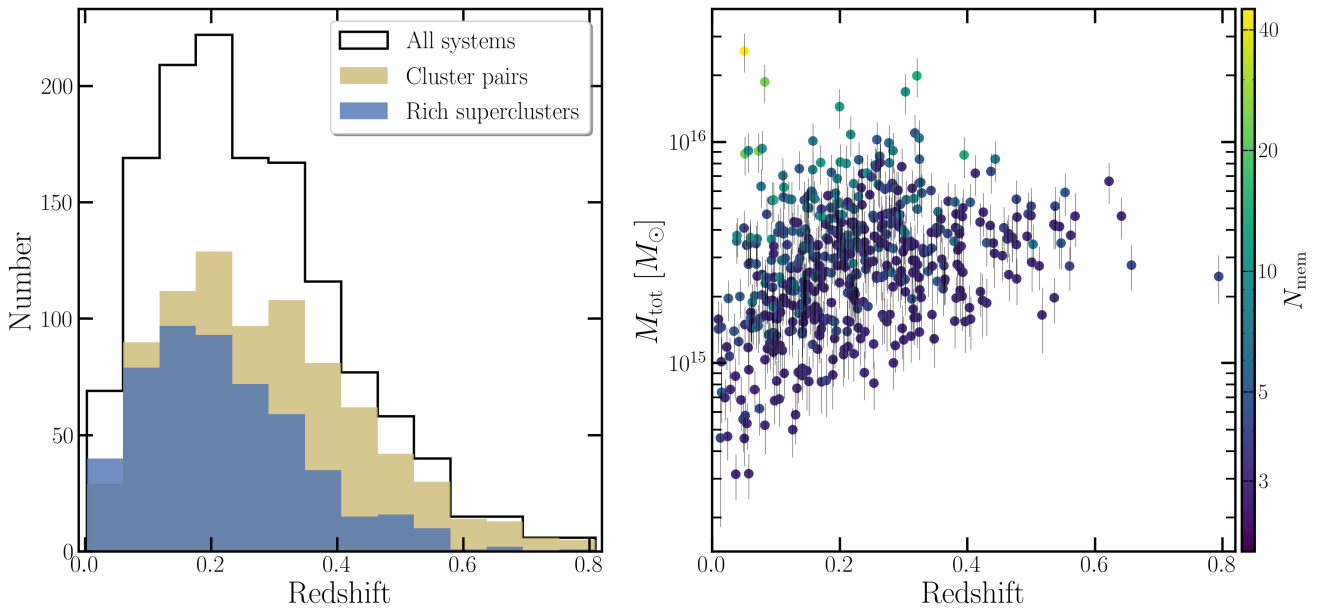 All systems
Cluster pairs
Rich superclusters
200
150
100
50
0
Number
0.0 0.2 0.4 0.6 0.8
Redshift
10^16
10^15
M_tot [M_⊙]
0.0 0.2 0.4 0.6 0.8
Redshift
40
20
10
5
3
N_mem